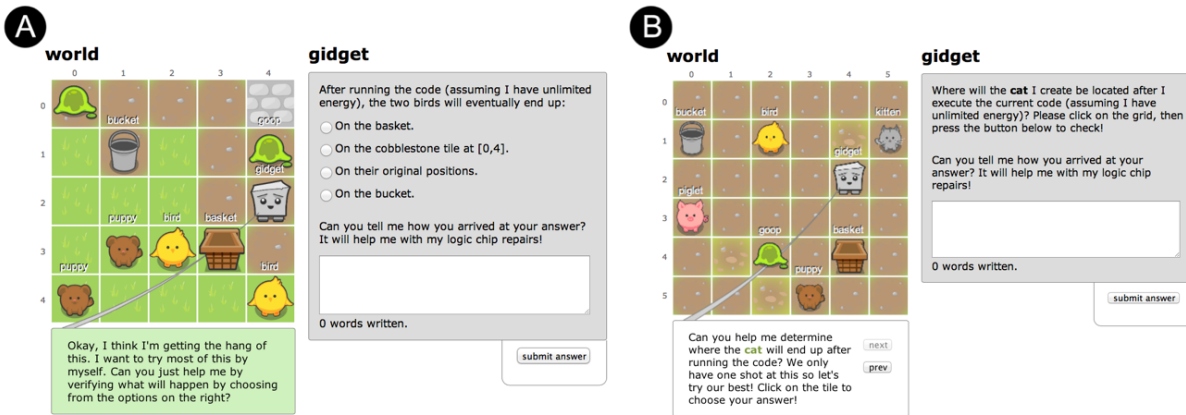 A
world
0 1 2 3 4
0
bucket
goop
1
gidget
2
puppy bird basket
3
puppy
bird
4
Okay, I think I'm getting the hang of
this. I want to try most of this by
myself. Can you just help me by
verifying what will happen by choosing
from the options on the right?
gidget
After running the code (assuming I have unlimited
energy), the two birds will eventually end up:
On the basket.
On the cobblestone tile at [0,4].
On their original positions.
On the bucket.
Can you tell me how you arrived at your answer?
It will help me with my logic chip repairs!
0 words written.
submit answer
B
world
0 1 2 3 4 5
0
bucket bird kitten
1
gidget
2
piglet
3
goop basket
4
puppy
5
Can you help me determine
where the cat will end up after
running the code? We only
have one shot at this so let's
try our best! Click on the tile to
choose your answer!
next
prev
gidget
Where will the cat I create be located after I
execute the current code (assuming I have
unlimited energy)? Please click on the grid, then
press the button below to check!
Can you tell me how you arrived at your
answer? It will help me with my logic chip
repairs!
0 words written.
submit answer